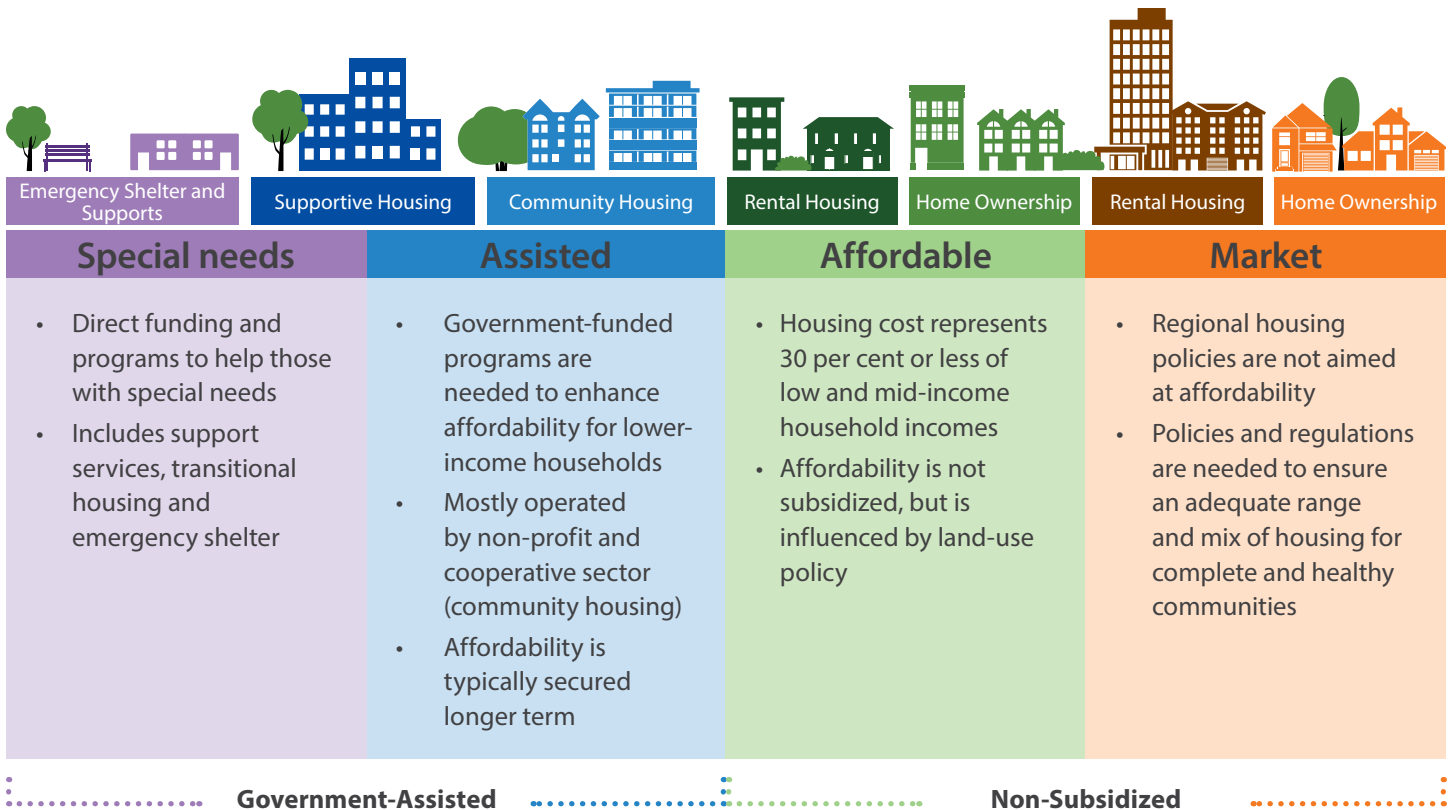 Emergency Shelter and
Supports
Supportive Housing
Community Housing
Rental Housing
Home Ownership
Rental Housing
Home Ownership
Special needs
Assisted
Affordable
Market
• Direct funding and
programs to help those
with special needs
• Includes support
services, transitional
housing and
emergency shelter
• Government-funded
programs are
needed to enhance
affordability for lower-
income households
• Mostly operated
by non-profit and
cooperative sector
(community housing)
• Affordability is
typically secured
longer term
• Housing cost represents
30 per cent or less of
low and mid-income
household incomes
• Affordability is not
subsidized, but is
influenced by land-use
policy
• Regional housing
policies are not aimed
at affordability
• Policies and regulations
are needed to ensure
an adequate range
and mix of housing for
complete and healthy
communities
Government-Assisted
Non-Subsidized